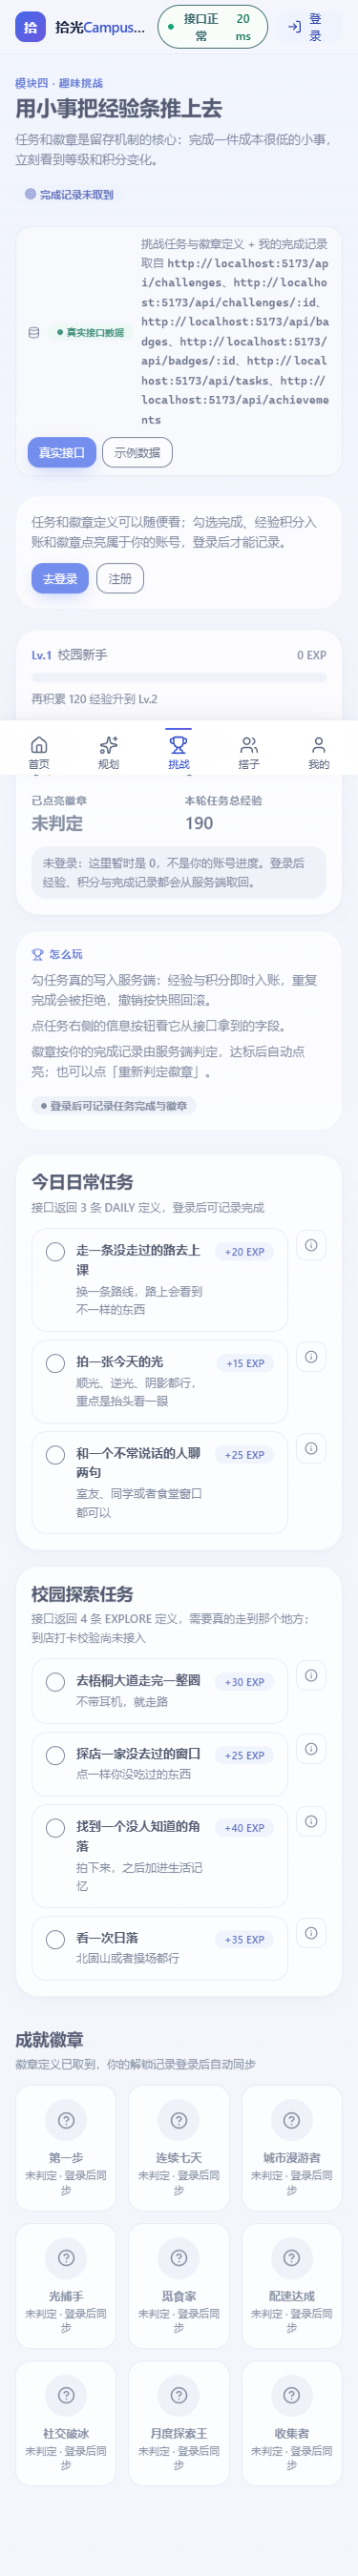 拾 拾光Campus... 接口正常 20 ms 登录
模块四 · 趣味挑战
用小事把经验条推上去
任务和徽章是留存机制的核心：完成一件成本很低的小事，
立刻看到等级和积分变化。
完成记录未取到
真实接口数据
挑战任务与徽章定义 + 我的完成记录
取自 http://localhost:5173/ap
i/challenges、http://localho
st:5173/api/challenges/:id、
http://localhost:5173/api/ba
dges、http://localhost:5173/
api/badges/:id、http://local
host:5173/api/tasks、http://
localhost:5173/api/achieveme
nts
真实接口 示例数据
任务和徽章定义可以随便看；勾选完成、经验积分入
账和徽章点亮属于你的账号，登录后才能记录。
去登录 注册
Lv.1 校园新手 0 EXP
再积累 120 经验升到 Lv.2
首页 规划 挑战 搭子 我的
已点亮徽章 本轮任务总经验
未判定 190
未登录：这里暂时是 0，不是你的账号进度。登录后
经验、积分与完成记录都会从服务端取回。
怎么玩
勾任务真的写入服务端：经验与积分即时入账，重复
完成会被拒绝，撤销按快照回滚。
点任务右侧的信息按钮看它从接口拿到的字段。
徽章按你的完成记录由服务端判定，达标后自动点
亮；也可以点「重新判定徽章」。
登录后可记录任务完成与徽章
今日日常任务
接口返回 3 条 DAILY 定义，登录后可记录完成
走一条没走过的路去上课 +20 EXP
换一条路线，路上会看到
不一样的东西
拍一张今天的光 +15 EXP
顺光、逆光、阴影都行，
重点是抬头看一眼
和一个不常说话的人聊两句 +25 EXP
室友、同学或者食堂窗口
都可以
校园探索任务
接口返回 4 条 EXPLORE 定义，需要真的走到那个地方；
到店打卡校验尚未接入
去梧桐大道走完一整圈 +30 EXP
不带耳机，就走路
探店一家没去过的窗口 +25 EXP
点一样你没吃过的东西
找到一个没人知道的角落 +40 EXP
拍下来，之后加进生活记
忆
看一次日落 +35 EXP
北固山或者操场都行
成就徽章
徽章定义已取到，你的解锁记录登录后自动同步
第一步 连续七天 城市漫游者
未判定 · 登录后同步 未判定 · 登录后同步 未判定 · 登录后同步
光捕手 觅食家 配速达成
未判定 · 登录后同步 未判定 · 登录后同步 未判定 · 登录后同步
社交破冰 月度探索王 收集者
未判定 · 登录后同步 未判定 · 登录后同步 未判定 · 登录后同步